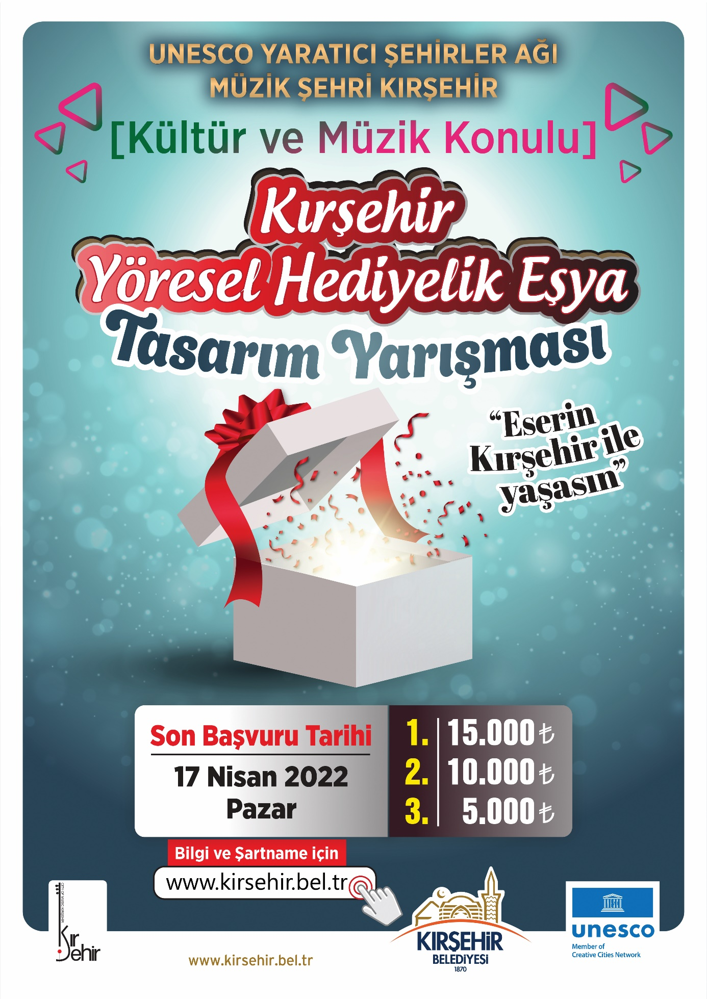 UNESCO YARATICI ŞEHİRLER AĞI
MÜZİK ŞEHRİ KIRŞEHİR
[Kültür ve Müzik Konulu]
Kırşehir
Yöresel Hediyelik Eşya
Tasarım Yarışması
“Eserin
Kırşehir ile
yaşasın”
Son Başvuru Tarihi
17 Nisan 2022
Pazar
1. 15.000 ₺
2. 10.000 ₺
3. 5.000 ₺
Bilgi ve Şartname için
www.kirsehir.bel.tr
CITY OF MUSIC KIRŞEHİR
Kır
Şehir
www.kirsehir.bel.tr
KIRŞEHİR
BELEDİYESİ
1870
unesco
Member of
Creative Cities Network